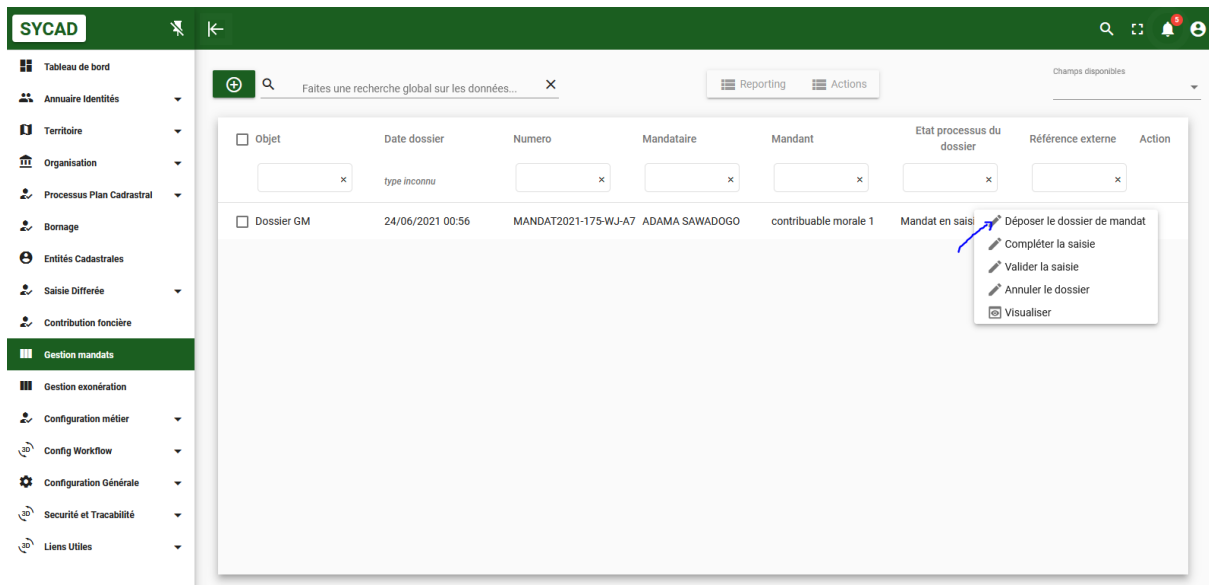 SYCAD
5
Tableau de bord
Annuaire Identités
Territoire
Organisation
Processus Plan Cadastral
Bornage
Entités Cadastrales
Saisie Differée
Contribution foncière
Gestion mandats
Gestion exonération
Configuration métier
Config Workflow
Configuration Générale
Securité et Tracabilité
Liens Utiles
Faites une recherche global sur les données...
Reporting
Actions
Champs disponibles
Objet Date dossier Numero Mandataire Mandant Etat processus du dossier Référence externe Action
type inconnu
Dossier GM 24/06/2021 00:56 MANDAT2021-175-WJ-A7 ADAMA SAWADOGO contribuable morale 1 Mandat en saisi
Déposer le dossier de mandat
Compléter la saisie
Valider la saisie
Annuler le dossier
Visualiser